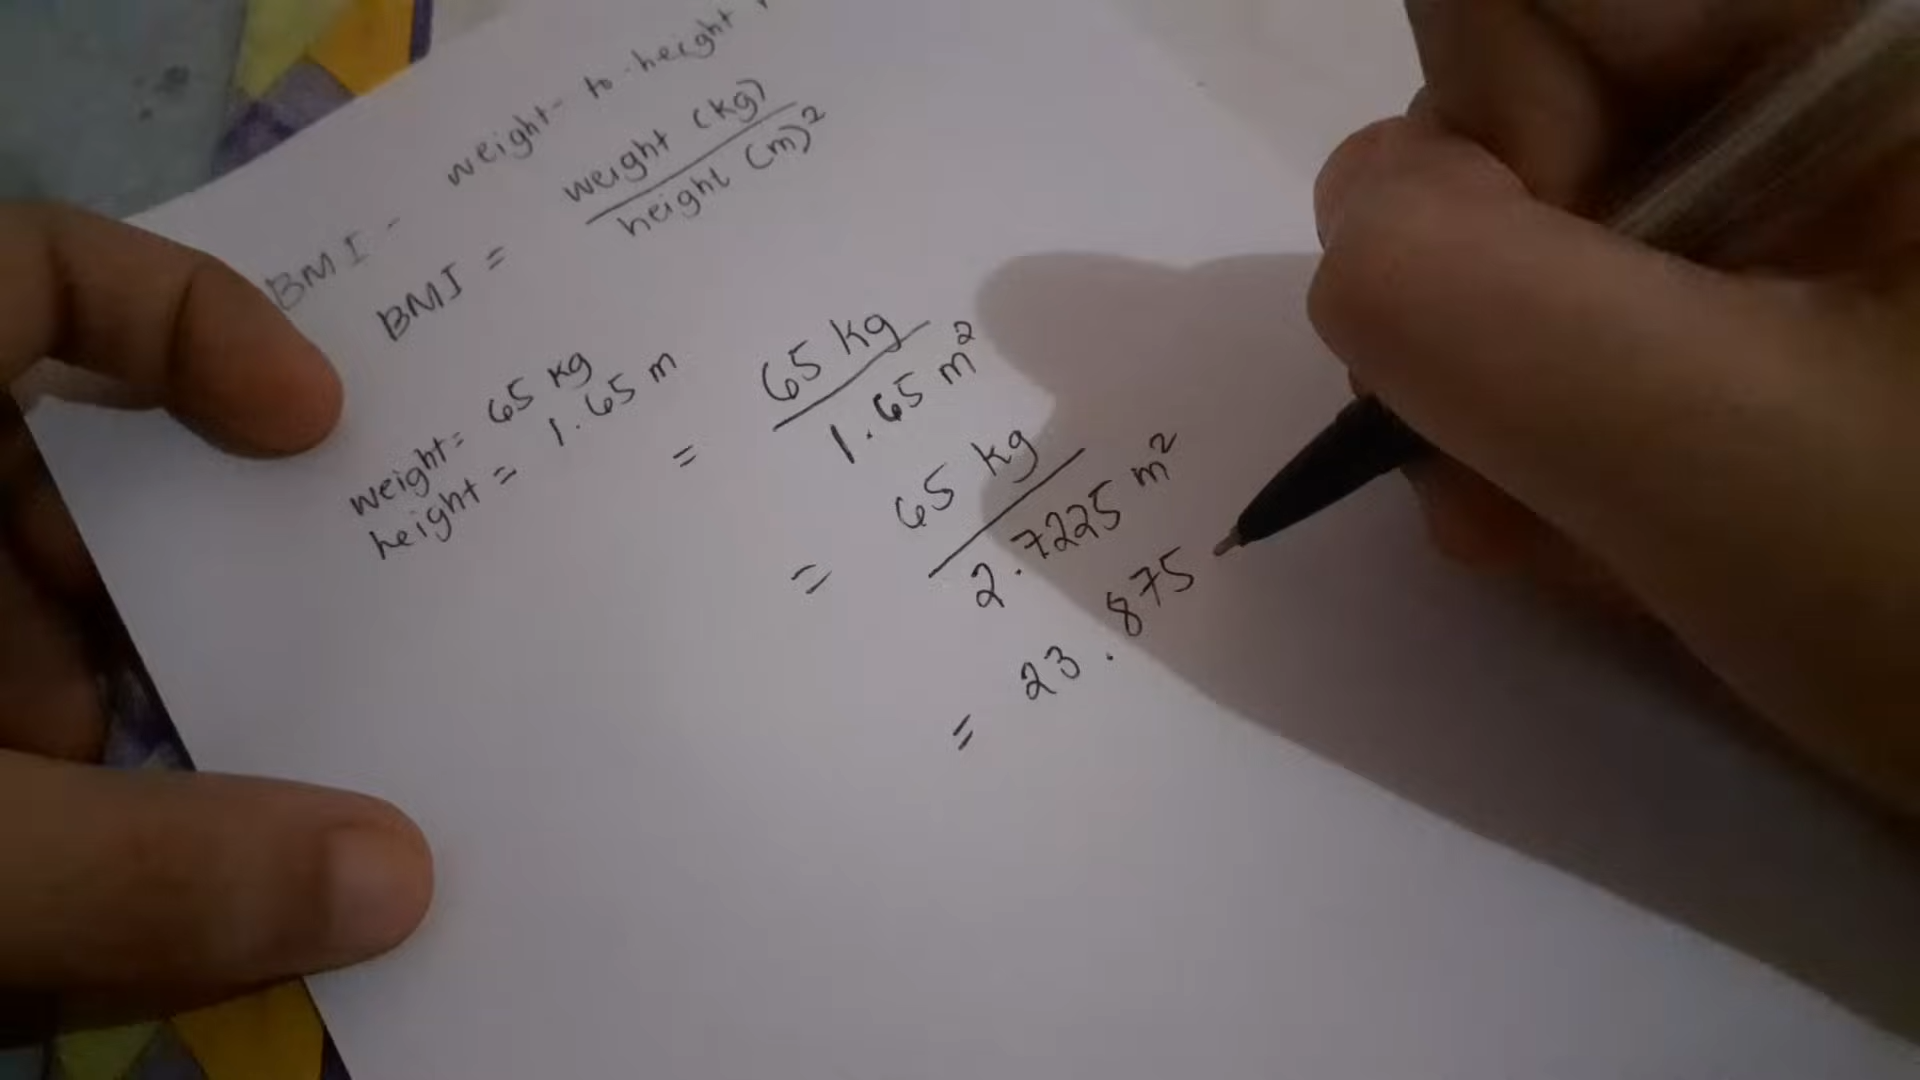 BMI - weight- to-height
BMI = weight (kg)
height (m)²
weight = 65 kg
height = 1.65 m
= 65 kg
1.65 m²
= 65 kg
2.7225 m²
= 23.875